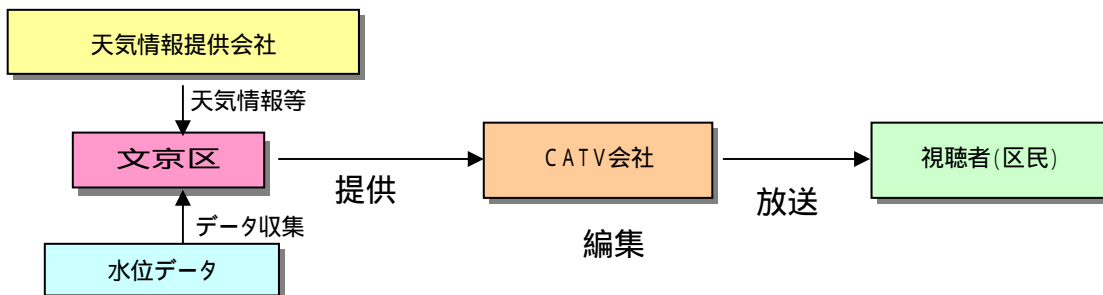 天気情報提供会社
天気情報等
文京区
提供
CATV会社
編集
放送
視聴者(区民)
データ収集
水位データ